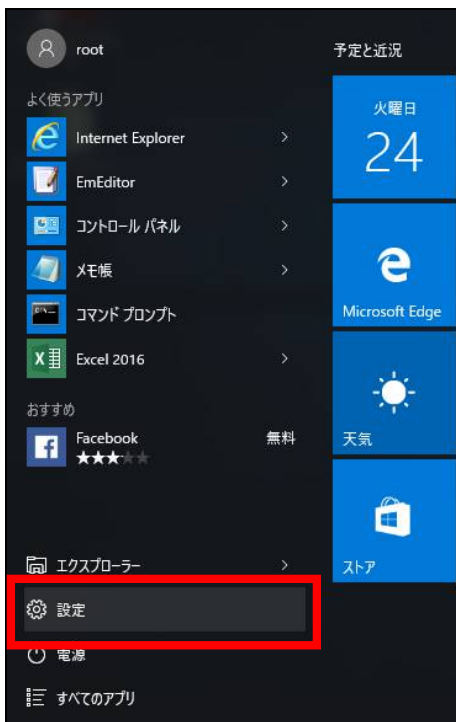 root
よく使うアプリ
Internet Explorer
EmEditor
コントロール パネル
メモ帳
コマンド プロンプト
Excel 2016
おすすめ
Facebook 無料
エクスプローラー
設定
電源
すべてのアプリ
予定と近況
火曜日
24
Microsoft Edge
天気
ストア